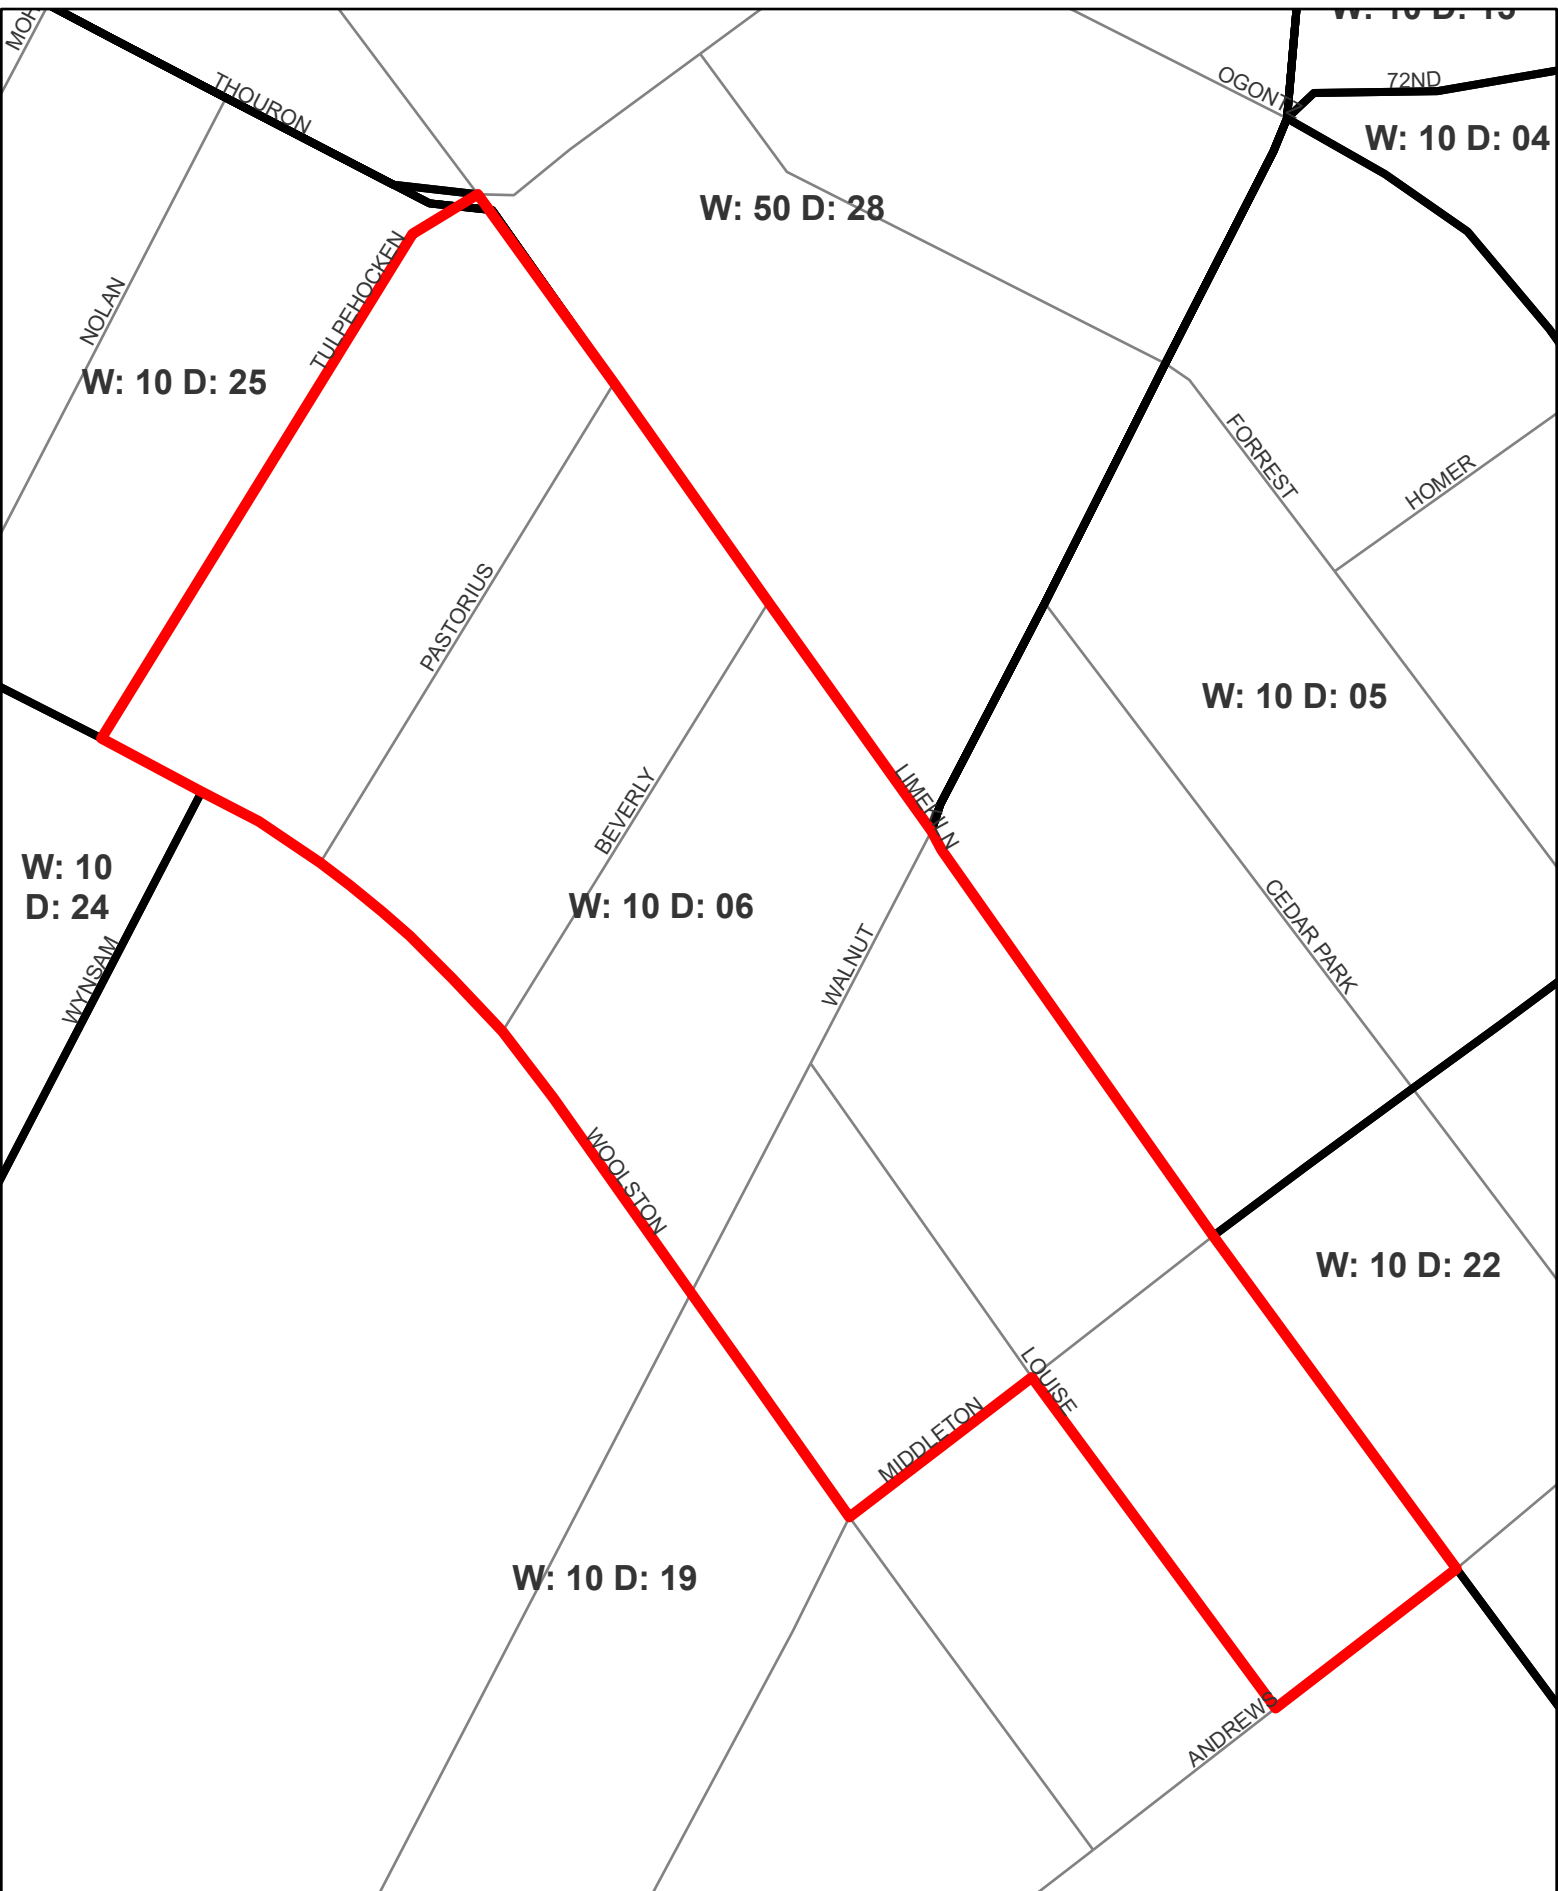 72ND
OGONTZ
THOURON
W: 10 D: 04
W: 50 D: 28
TULPEHOCKEN
NOLAN
W: 10 D: 25
FORREST
HOMER
PASTORIUS
W: 10 D: 05
BEVERLY
LIMEKILN
W: 10
D: 24
W: 10 D: 06
CEDAR PARK
WALNUT
WYNSAM
WOOLSTON
W: 10 D: 22
LOUISE
MIDDLETON
W: 10 D: 19
ANDREWS